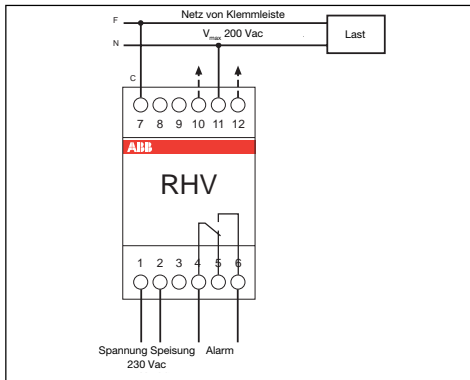 F Netz von Klemmleiste
Last
N Vmax 200 Vac
C
7 8 9 10 11 12
ABB
RHV
1 2 3 4 5 6
Spannung Speisung Alarm
230 Vac